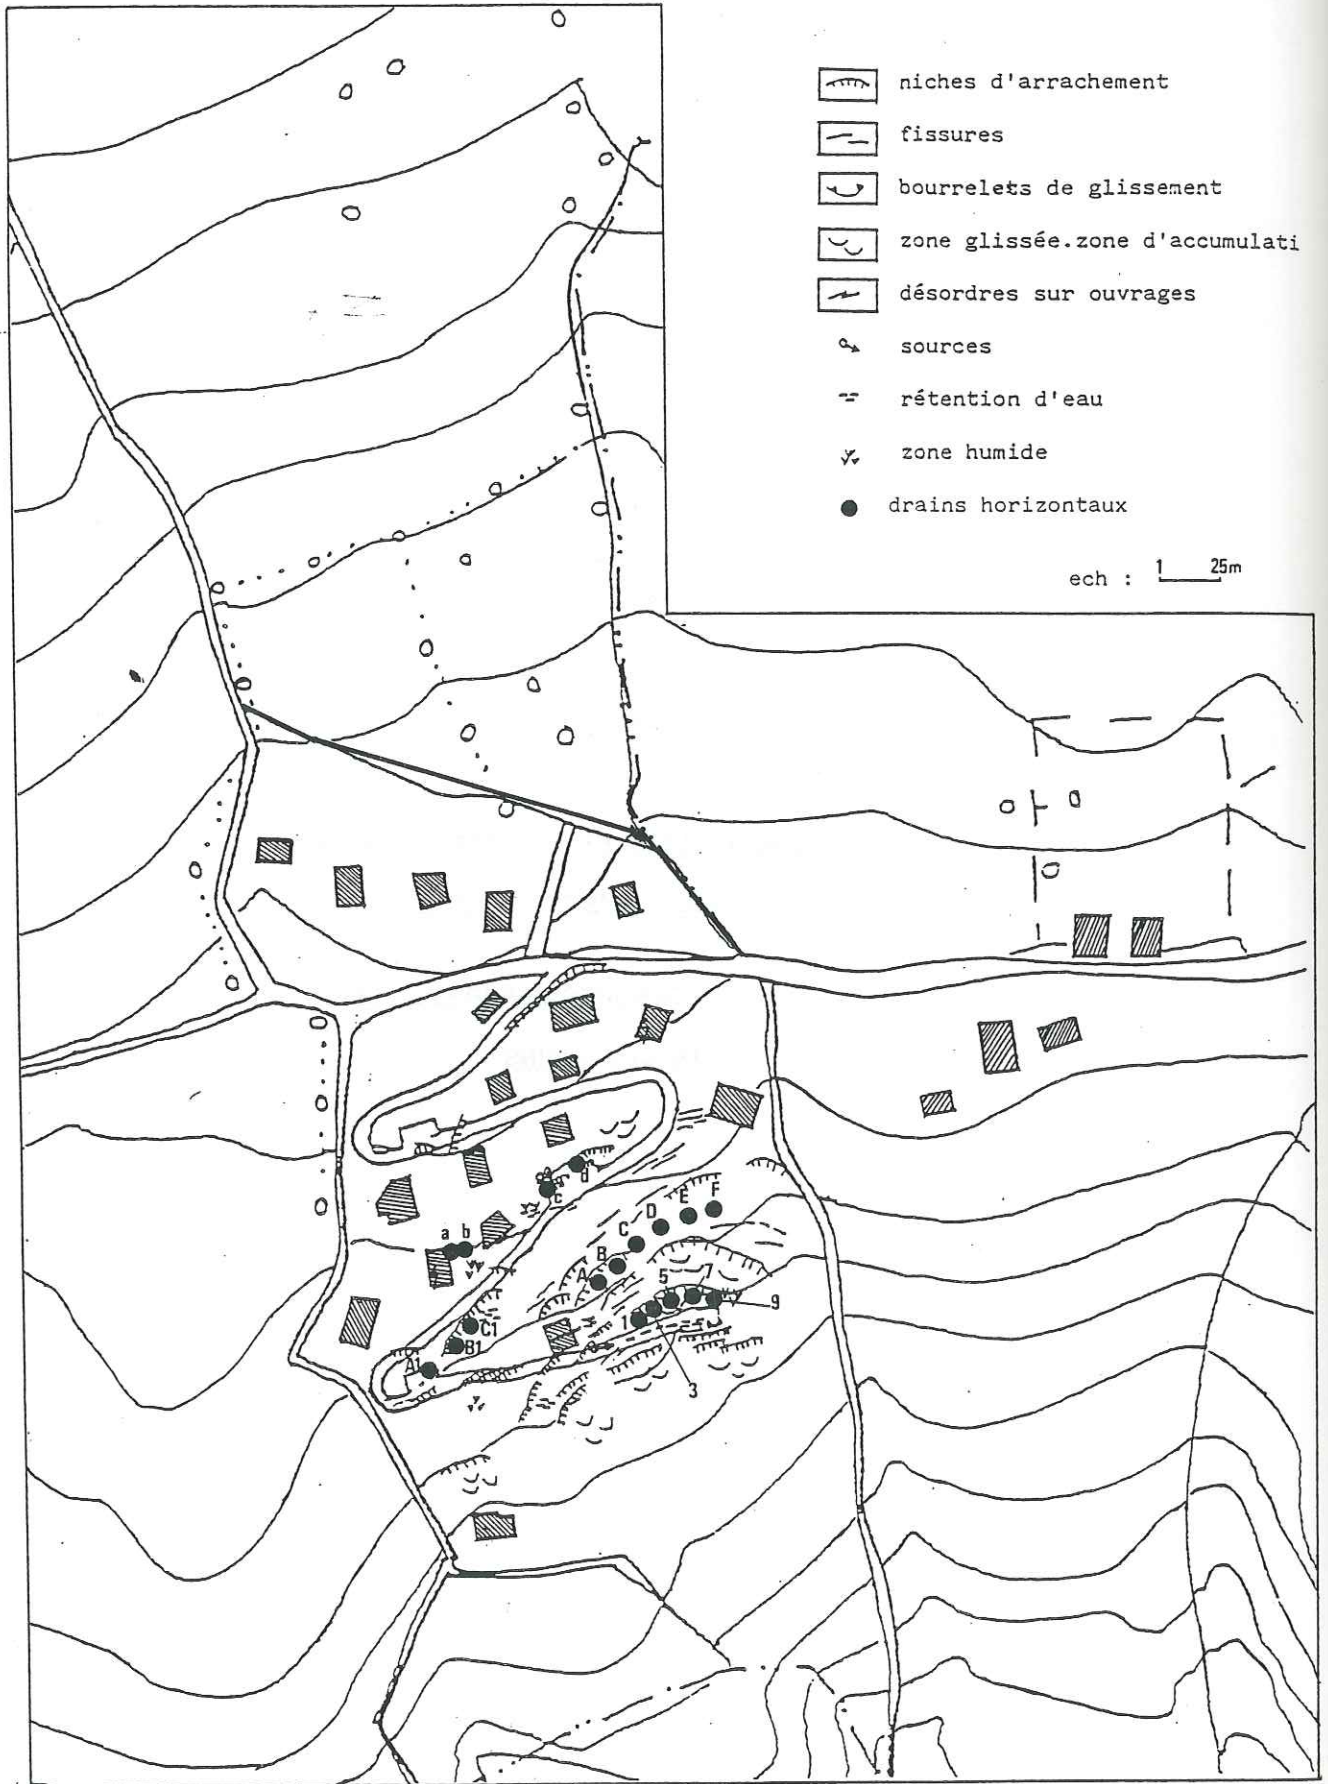 niches d'arrachement
fissures
bourrelets de glissement
zone glissée.zone d'accumulati
désordres sur ouvrages
sources
rétention d'eau
zone humide
drains horizontaux
ech : 1 25m
d
c
a b
F
E
D
C
B
A
7
5
9
1
3
C1
B1
A1